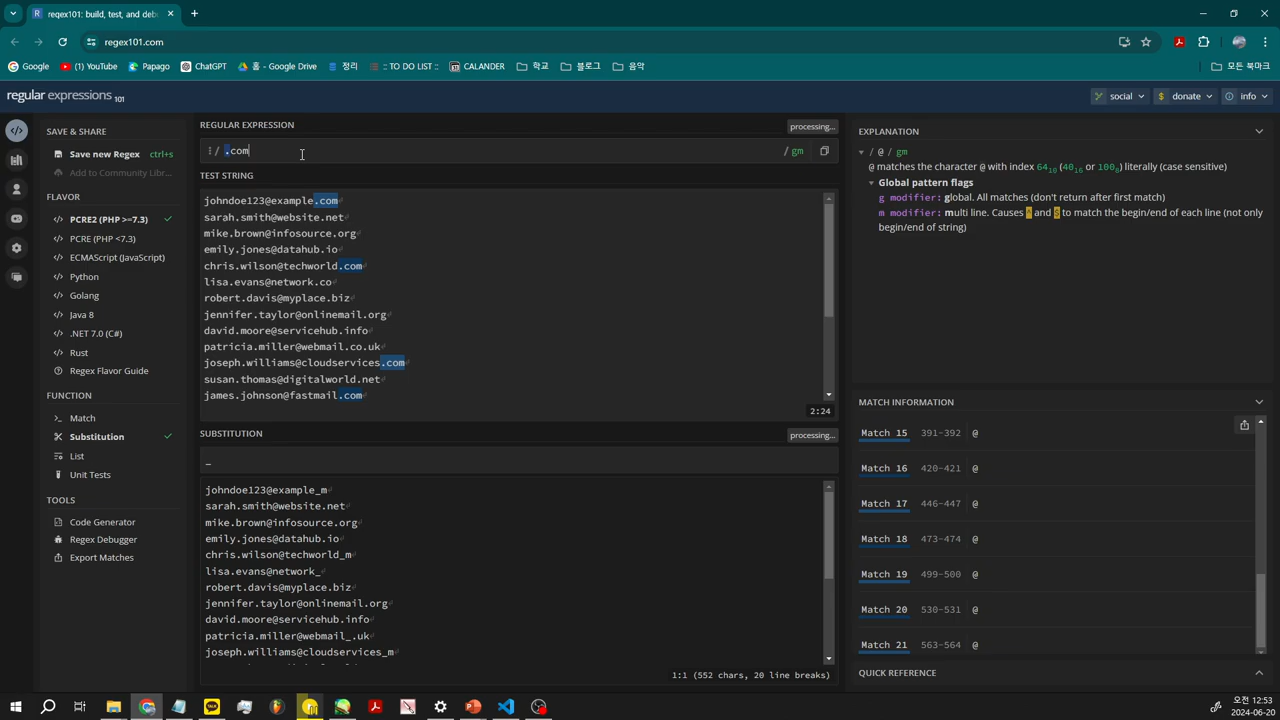 regex101: build, test, and deb
regex101.com
Google
(1) YouTube
Papago
ChatGPT
홈 - Google Drive
정리
:: TO DO LIST ::
CALANDER
학교
블로그
음악
모든 북마크
regular expressions 101
social
donate
info
SAVE & SHARE
Save new Regex ctrl+s
Add to Community Libr...
FLAVOR
PCRE2 (PHP >=7.3)
PCRE (PHP <7.3)
ECMAScript (JavaScript)
Python
Golang
Java 8
.NET 7.0 (C#)
Rust
Regex Flavor Guide
FUNCTION
Match
Substitution
List
Unit Tests
TOOLS
Code Generator
Regex Debugger
Export Matches
REGULAR EXPRESSION
processing...
/ .com / gm
TEST STRING
johndoe123@example.com
sarah.smith@website.net
mike.brown@infosource.org
emily.jones@datahub.io
chris.wilson@techworld.com
lisa.evans@network.co
robert.davis@myplace.biz
jennifer.taylor@onlinemail.org
david.moore@servicehub.info
patricia.miller@webmail.co.uk
joseph.williams@cloudservices.com
susan.thomas@digitalworld.net
james.johnson@fastmail.com
2:24
SUBSTITUTION
processing...
_
johndoe123@example_m
sarah.smith@website.net
mike.brown@infosource.org
emily.jones@datahub.io
chris.wilson@techworld_m
lisa.evans@network_
robert.davis@myplace.biz
jennifer.taylor@onlinemail.org
david.moore@servicehub.info
patricia.miller@webmail_.uk
joseph.williams@cloudservices_m
1:1 (552 chars, 20 line breaks)
EXPLANATION
/ @ / gm
@ matches the character @ with index 64₁₀ (40₁₆ or 100₈) literally (case sensitive)
Global pattern flags
g modifier: global. All matches (don't return after first match)
m modifier: multi line. Causes ^ and $ to match the begin/end of each line (not only
begin/end of string)
MATCH INFORMATION
Match 15 391-392 @
Match 16 420-421 @
Match 17 446-447 @
Match 18 473-474 @
Match 19 499-500 @
Match 20 530-531 @
Match 21 563-564 @
QUICK REFERENCE
오전 12:53
2024-06-20